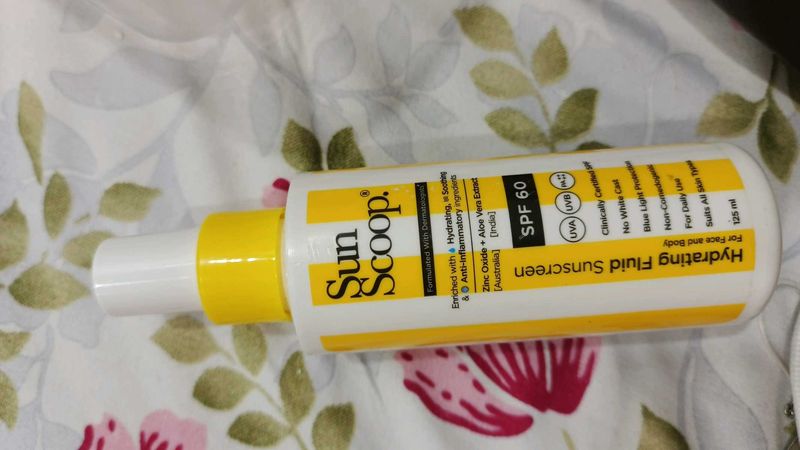 Sun
Scoop.®
Formulated With Dermatologist
Enriched with Hydrating, Soothing
& Anti-Inflammatory ingredients
Zinc Oxide + Aloe Vera Extract
[Australia] [India]
SPF 60
UVA UVB PA++
Clinically Certified SPF
No White Cast
Blue Light Protection
Non-Comedogenic
For Daily Use
Suits All Skin Types
125 ml
Hydrating Fluid Sunscreen
For Face and Body